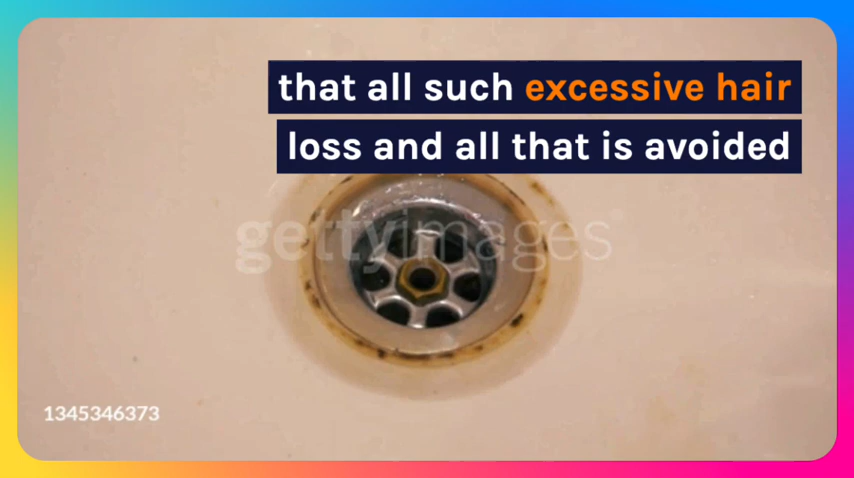 that all such excessive hair
loss and all that is avoided
gettyimages
1345346373